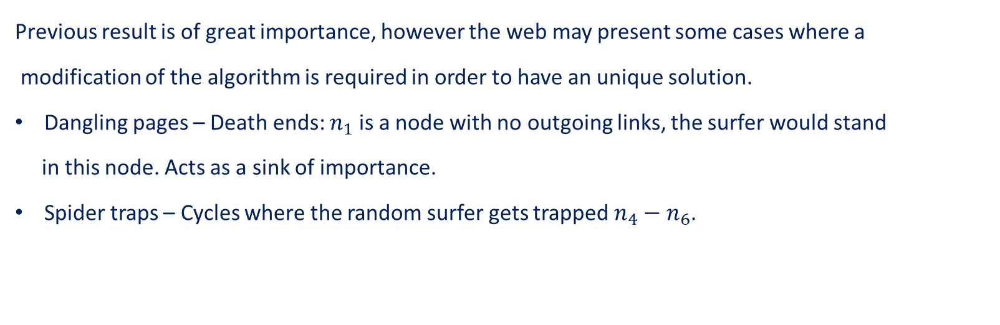 Previous result is of great importance, however the web may present some cases where a
modification of the algorithm is required in order to have an unique solution.
• Dangling pages – Death ends: n₁ is a node with no outgoing links, the surfer would stand
in this node. Acts as a sink of importance.
• Spider traps – Cycles where the random surfer gets trapped n₄ − n₆.